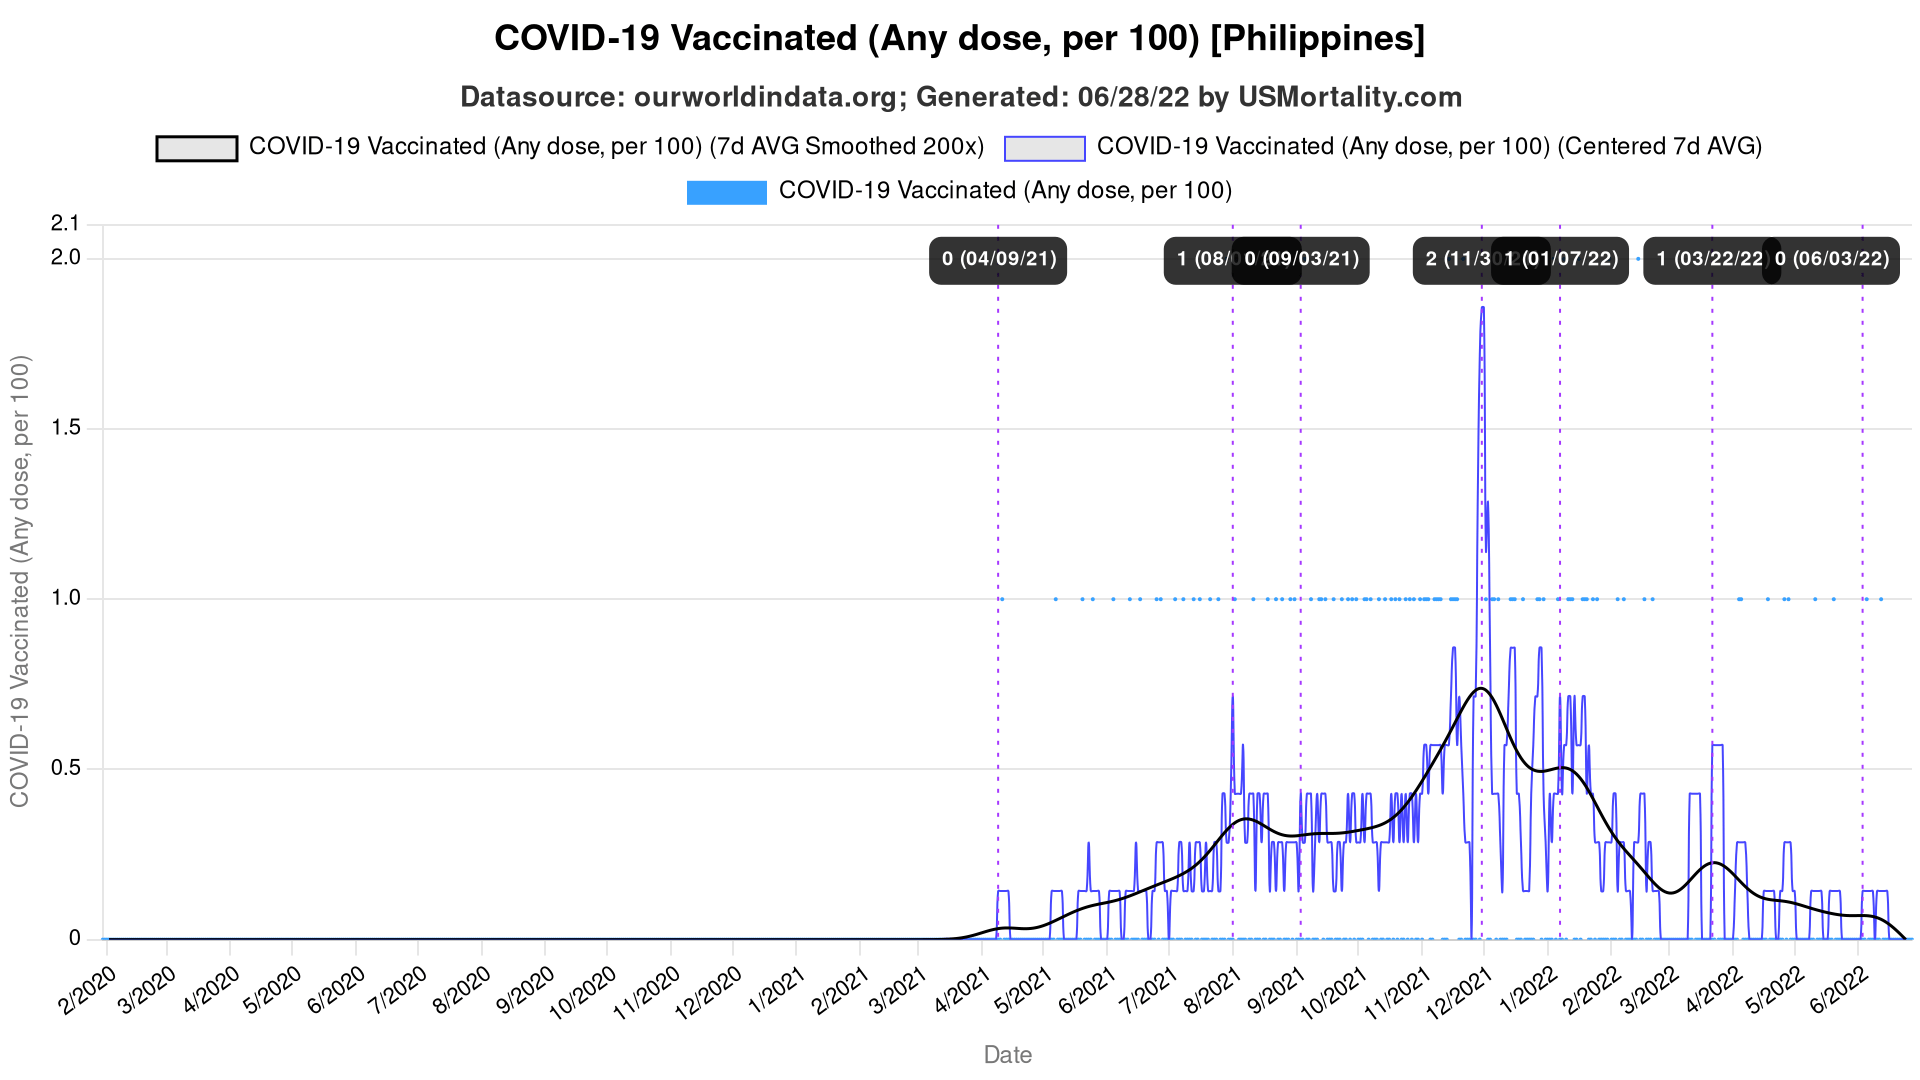 COVID-19 Vaccinated (Any dose, per 100) [Philippines]
Datasource: ourworldindata.org; Generated: 06/28/22 by USMortality.com
COVID-19 Vaccinated (Any dose, per 100) (7d AVG Smoothed 200x) COVID-19 Vaccinated (Any dose, per 100) (Centered 7d AVG)
COVID-19 Vaccinated (Any dose, per 100)
2.1
2.0
1.5
1.0
0.5
0
COVID-19 Vaccinated (Any dose, per 100)
0 (04/09/21) 1 (08/ 0 (09/03/21) 2 (11/30 1 (01/07/22) 1 (03/22/22) 0 (06/03/22)
2/2020 3/2020 4/2020 5/2020 6/2020 7/2020 8/2020 9/2020 10/2020 11/2020 12/2020 1/2021 2/2021 3/2021 4/2021 5/2021 6/2021 7/2021 8/2021 9/2021 10/2021 11/2021 12/2021 1/2022 2/2022 3/2022 4/2022 5/2022 6/2022
Date